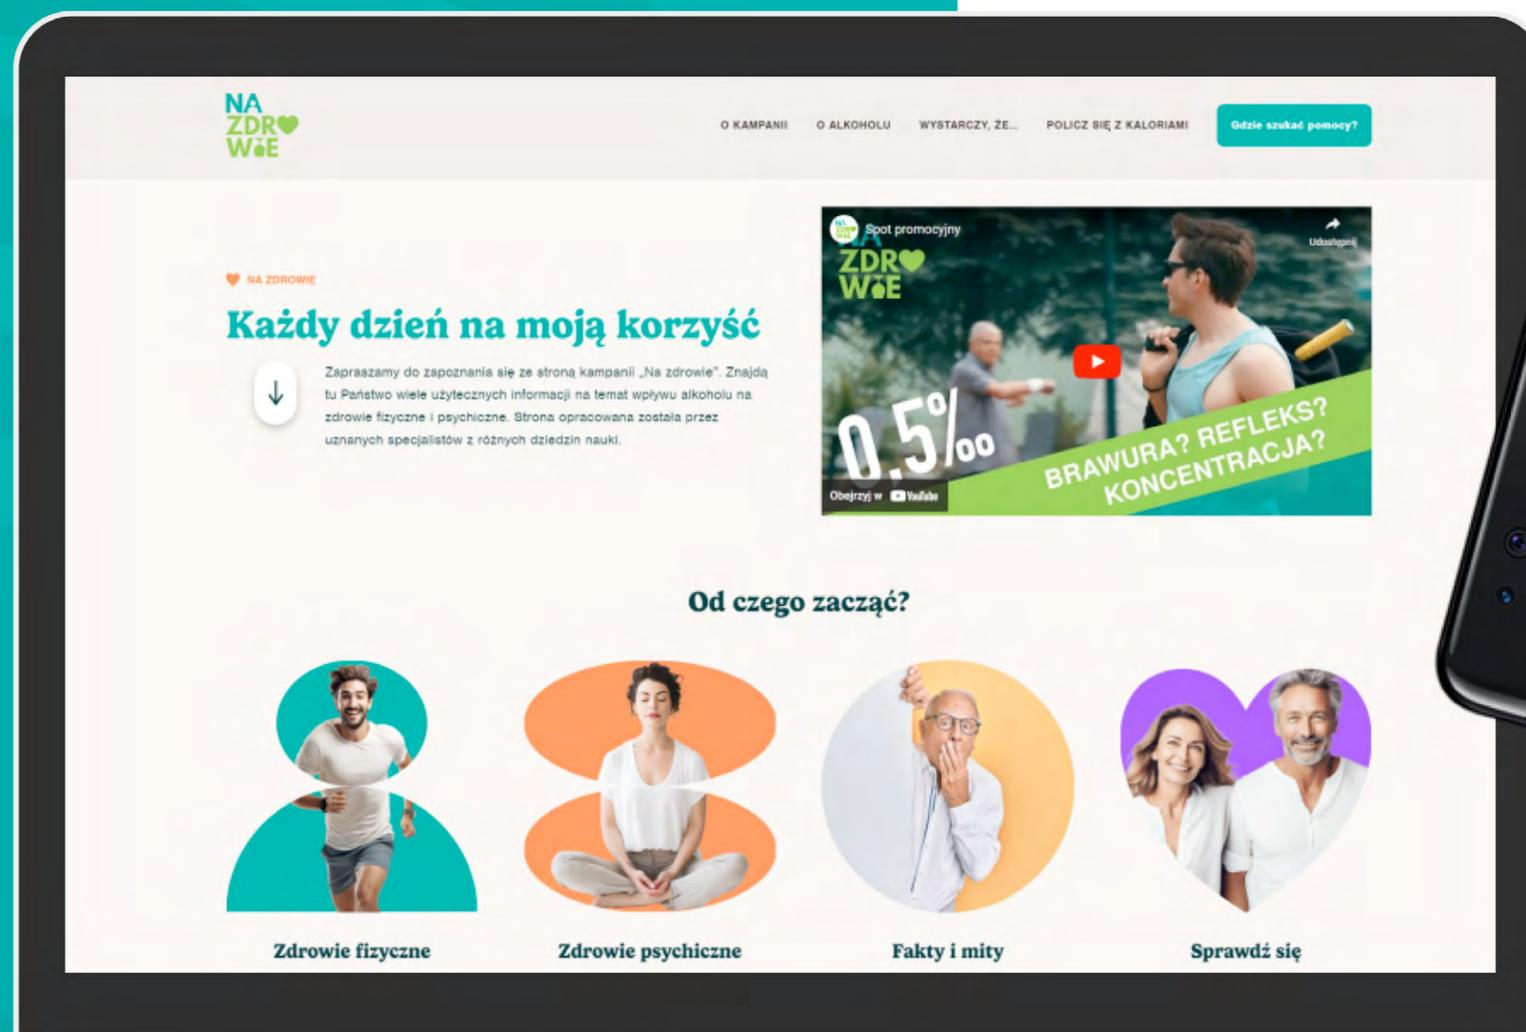 NA
ZDR
WIE
O KAMPANII
O ALKOHOLU
WYSTARCZY, ŻE...
POLICZ SIĘ Z KALORIAMI
Gdzie szukać pomocy?
NA ZDROWIE
Każdy dzień na moją korzyść
Zapraszamy do zapoznania się ze stroną kampanii „Na zdrowie”. Znajdą
tu Państwo wiele użytecznych informacji na temat wpływu alkoholu na
zdrowie fizyczne i psychiczne. Strona opracowana została przez
uznanych specjalistów z różnych dziedzin nauki.
Spot promocyjny
Udostępnij
NA
ZDR
WIE
0,5‰
BRAWURA? REFLEKS?
KONCENTRACJA?
Obejrzyj w YouTube
Od czego zacząć?
Zdrowie fizyczne
Zdrowie psychiczne
Fakty i mity
Sprawdź się